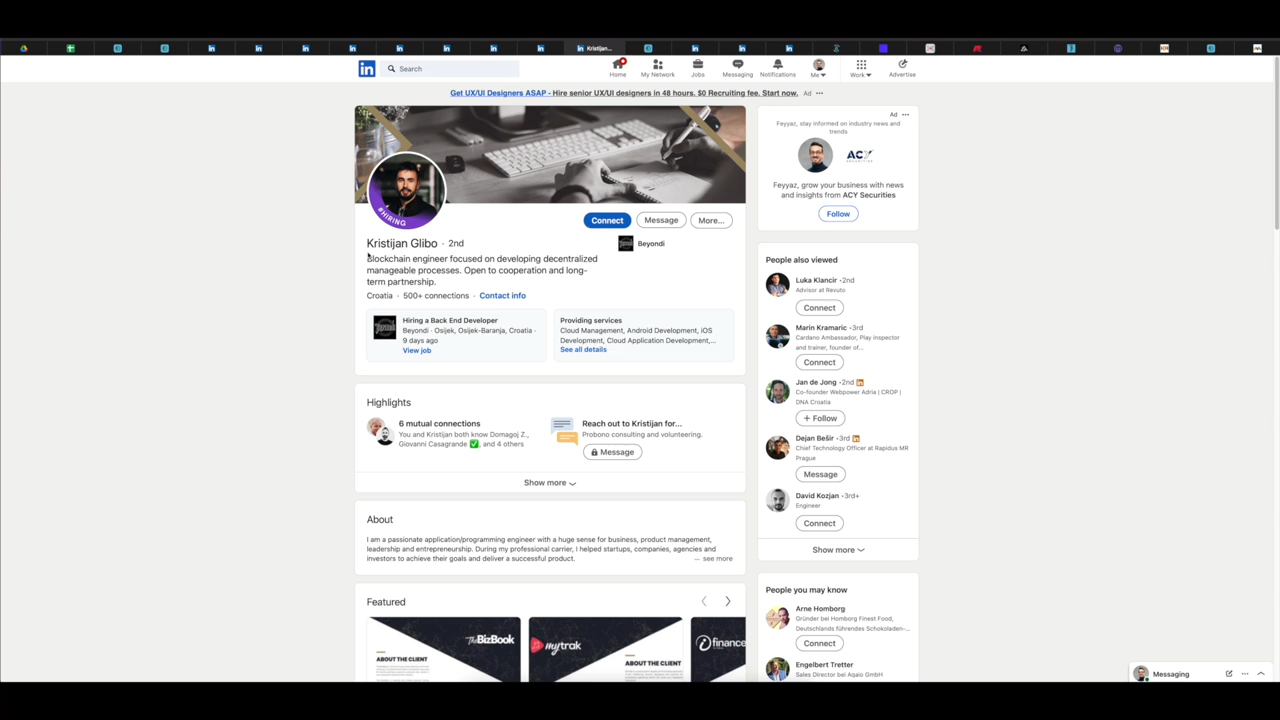 Kristijan...
in
Search
Home
My Network
Jobs
Messaging
Notifications
Me
Work
Advertise
Get UX/UI Designers ASAP - Hire senior UX/UI designers in 48 hours. $0 Recruiting fee. Start now. Ad ···
#HIRING
Connect
Message
More...
Kristijan Glibo · 2nd
Beyondi
Blockchain engineer focused on developing decentralized
manageable processes. Open to cooperation and long-
term partnership.
Croatia · 500+ connections · Contact info
Hiring a Back End Developer
Beyondi · Osijek, Osijek-Baranja, Croatia ·
9 days ago
View job
Providing services
Cloud Management, Android Development, iOS
Development, Cloud Application Development,...
See all details
Highlights
6 mutual connections
You and Kristijan both know Domagoj Z.,
Giovanni Casagrande ✅, and 4 others
Reach out to Kristijan for...
Probono consulting and volunteering.
Message
Show more
About
I am a passionate application/programming engineer with a huge sense for business, product management,
leadership and entrepreneurship. During my professional carrier, I helped startups, companies, agencies and
investors to achieve their goals and deliver a successful product.
... see more
Featured
TheBizBook
ABOUT THE CLIENT
mytrak
ABOUT THE CLIENT
finance
Ad ···
Feyyaz, stay informed on industry news and
trends
ACY
SECURITIES
Feyyaz, grow your business with news
and insights from ACY Securities
Follow
People also viewed
Luka Klancir · 2nd
Advisor at Revuto
Connect
Marin Kramaric · 3rd
Cardano Ambassador, Play inspector
and trainer, founder of...
Connect
Jan de Jong · 2nd in
Co-founder Webpower Adria | CROP |
DNA Croatia
+ Follow
Dejan Bešir · 3rd in
Chief Technology Officer at Rapidus MR
Prague
Message
David Kozjan · 3rd+
Engineer
Connect
Show more
People you may know
Arne Homborg
Gründer bei Homborg Finest Food,
Deutschlands führendes Schokoladen-...
Connect
Engelbert Tretter
Sales Director bei Aqaio GmbH
Messaging